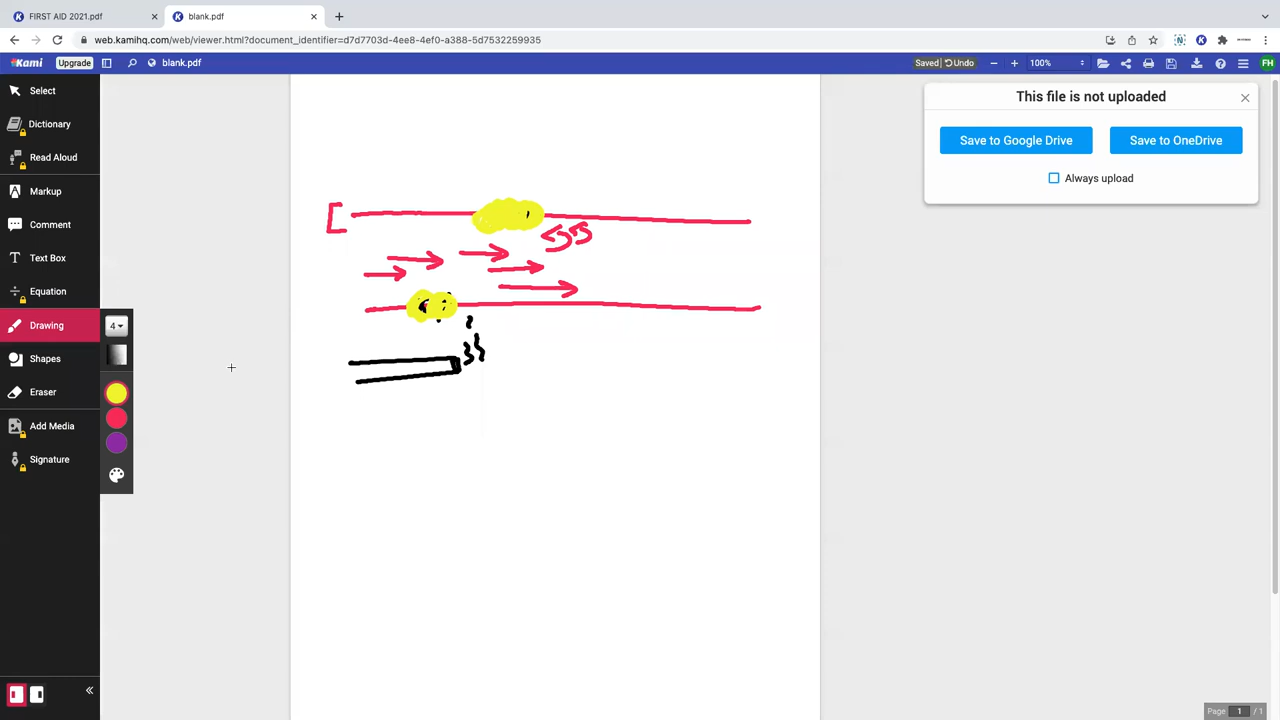 FIRST AID 2021.pdf
blank.pdf
web.kamihq.com/web/viewer.html?document_identifier=d7d7703d-4ee8-4ef0-a388-5d7532259935
Kami
Upgrade
blank.pdf
Saved
Undo
100%
FH
Select
Dictionary
Read Aloud
Markup
Comment
Text Box
Equation
Drawing
4
Shapes
Eraser
Add Media
Signature
This file is not uploaded
Save to Google Drive
Save to OneDrive
Always upload
Page 1 / 1